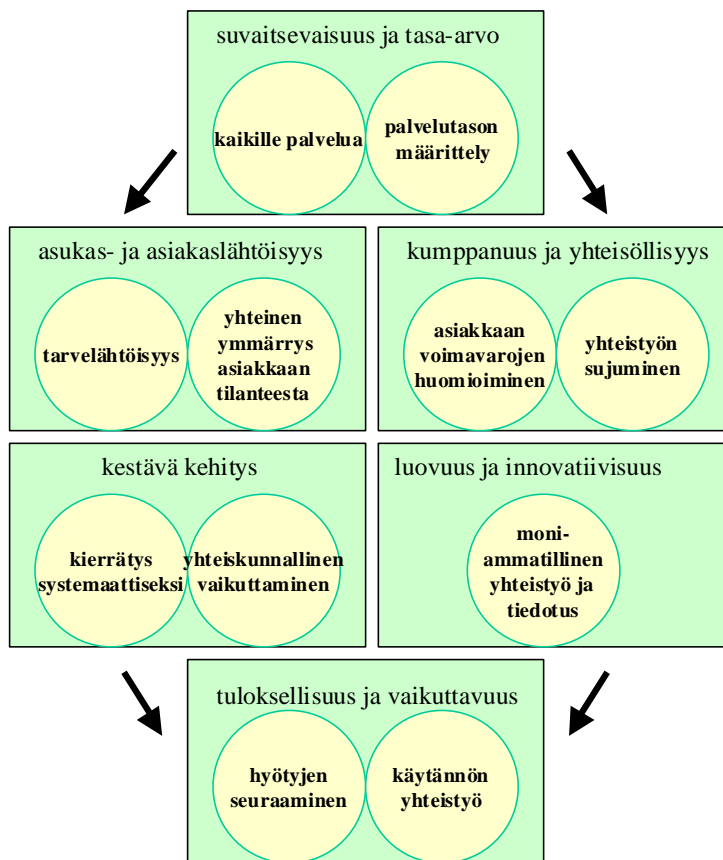 suvaitsevaisuus ja tasa-arvo
kaikille palvelua
palvelutason
määrittely
asukas- ja asiakaslähtöisyys
tarvelähtöisyys
yhteinen
ymmärrys
asiakkaan
tilanteesta
kumppanuus ja yhteisöllisyys
asiakkaan
voimavarojen
huomioiminen
yhteistyön
sujuminen
kestävä kehitys
kierrätys
systemaattiseksi
yhteiskunnallinen
vaikuttaminen
luovuus ja innovatiivisuus
moni-
ammatillinen
yhteistyö ja
tiedotus
tuloksellisuus ja vaikuttavuus
hyötyjen
seuraaminen
käytännön
yhteistyö